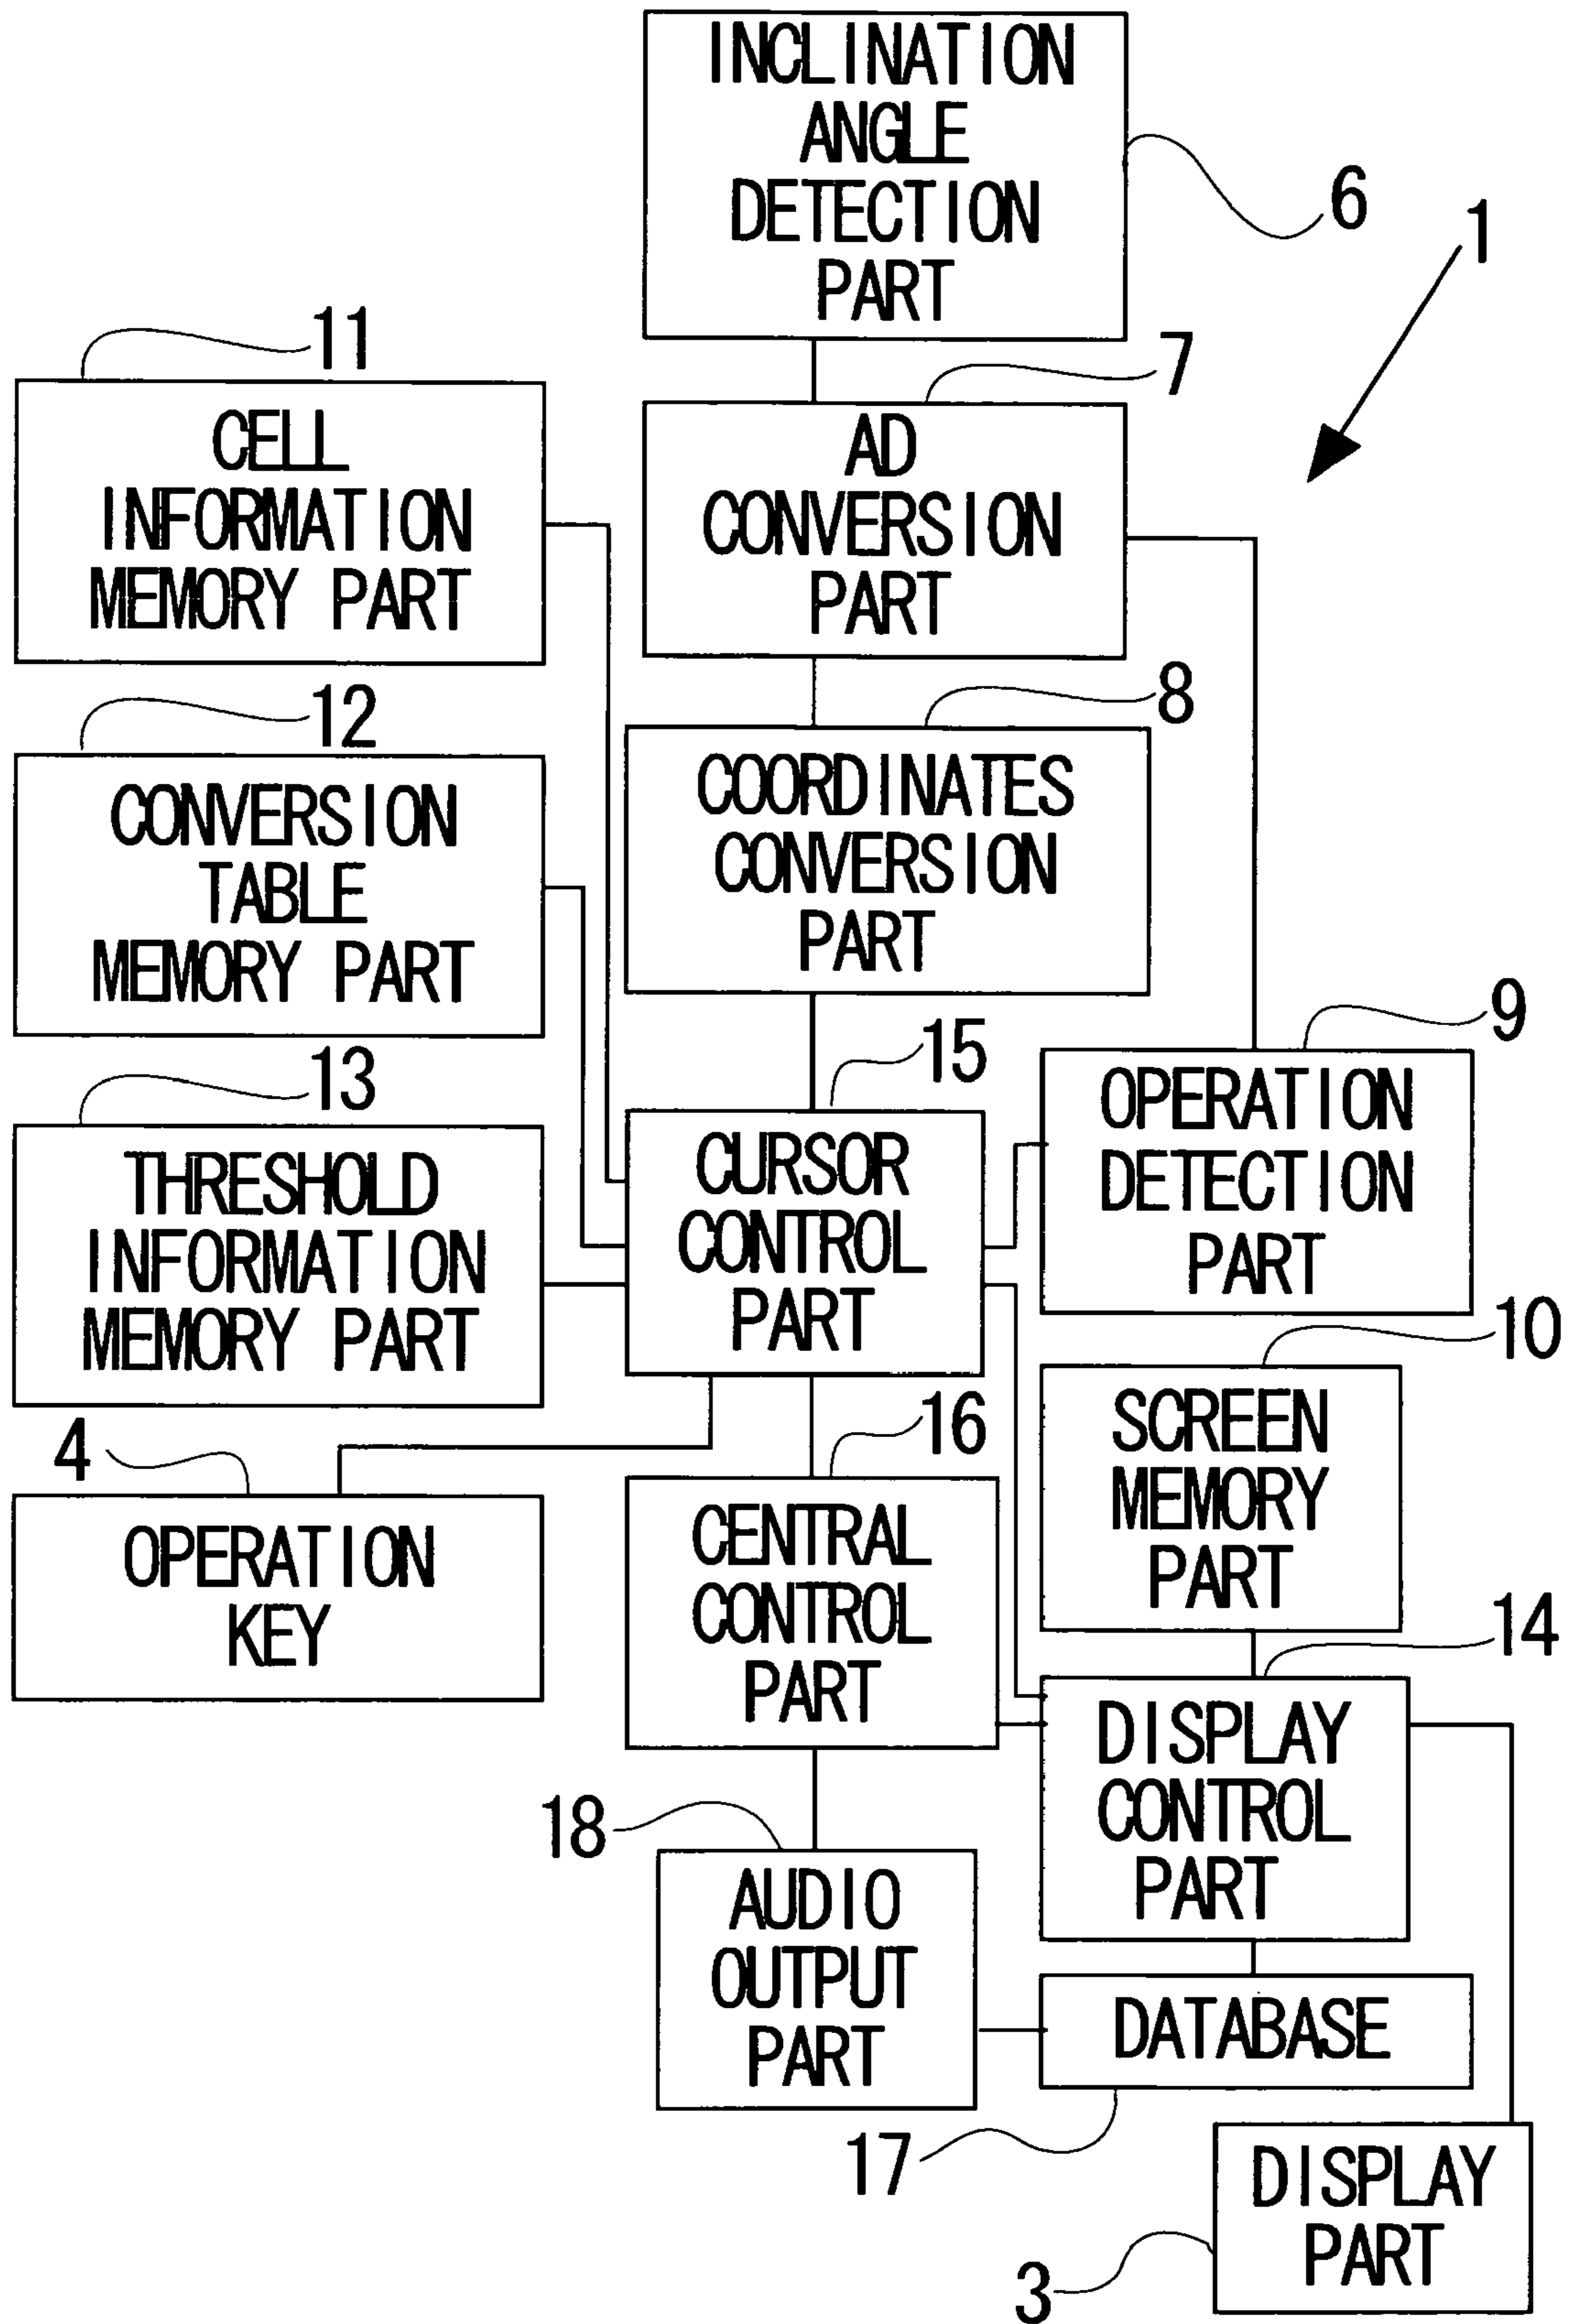 INCLINATION
ANGLE
DETECTION
PART
6
1
11
CELL
INFORMATION
MEMORY PART
7
AD
CONVERSION
PART
12
CONVERSION
TABLE
MEMORY PART
8
COORDINATES
CONVERSION
PART
13
THRESHOLD
INFORMATION
MEMORY PART
15
CURSOR
CONTROL
PART
9
OPERATION
DETECTION
PART
4
OPERATION
KEY
16
CENTRAL
CONTROL
PART
10
SCREEN
MEMORY
PART
14
DISPLAY
CONTROL
PART
18
AUDIO
OUTPUT
PART
DATABASE
17
DISPLAY
PART
3